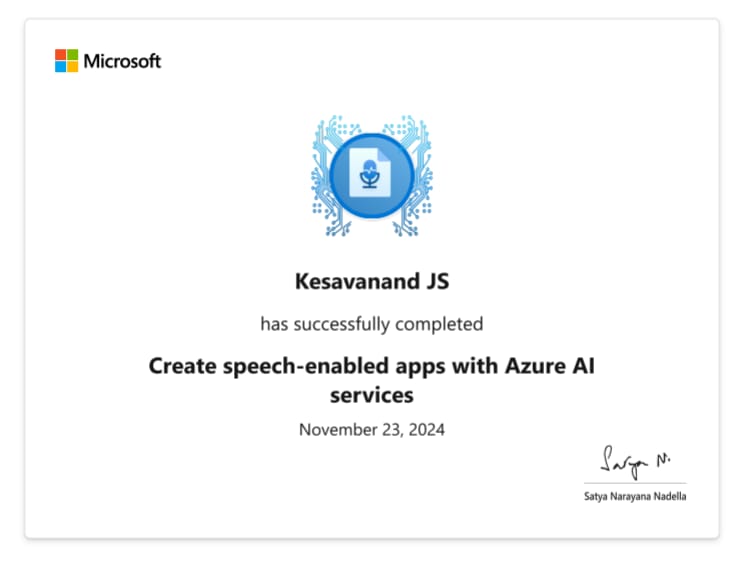 Microsoft
Kesavanand JS
has successfully completed
Create speech-enabled apps with Azure AI
services
November 23, 2024
Satya N.
Satya Narayana Nadella